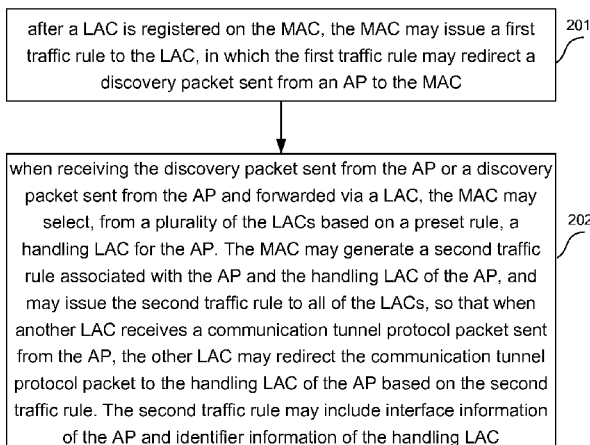 after a LAC is registered on the MAC, the MAC may issue a first
traffic rule to the LAC, in which the first traffic rule may redirect a
discovery packet sent from an AP to the MAC
201
when receiving the discovery packet sent from the AP or a discovery
packet sent from the AP and forwarded via a LAC, the MAC may
select, from a plurality of the LACs based on a preset rule, a
handling LAC for the AP. The MAC may generate a second traffic
rule associated with the AP and the handling LAC of the AP, and
may issue the second traffic rule to all of the LACs, so that when
another LAC receives a communication tunnel protocol packet sent
from the AP, the other LAC may redirect the communication tunnel
protocol packet to the handling LAC of the AP based on the second
traffic rule. The second traffic rule may include interface information
of the AP and identifier information of the handling LAC
202